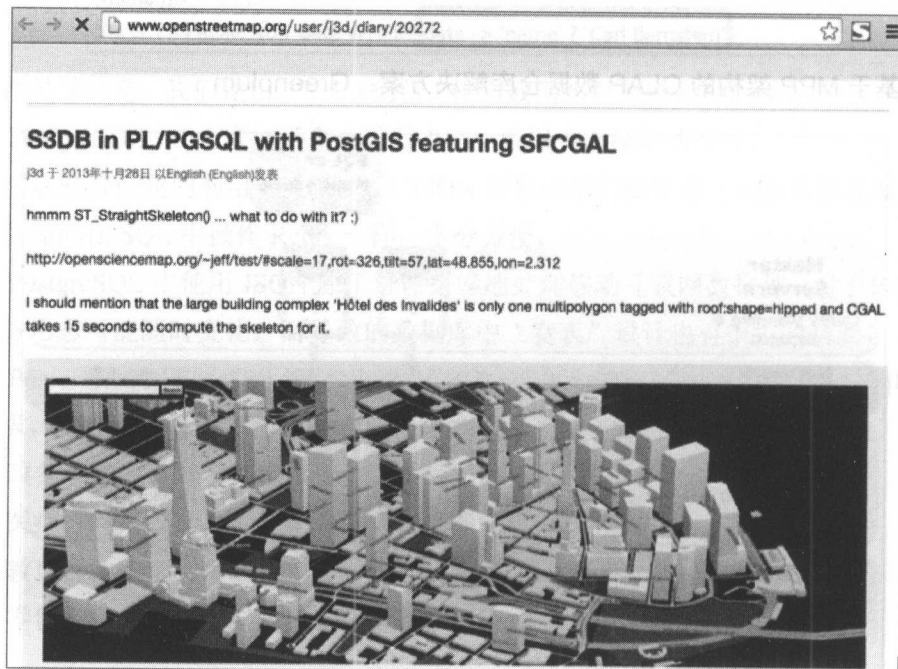 www.openstreetmap.org/user/j3d/diary/20272
S3DB in PL/PGSQL with PostGIS featuring SFCGAL
j3d 于 2013年十月28日 以English (English)发表
hmmm ST_StraightSkeleton() ... what to do with it? :)
http://opensciencemap.org/~jeff/test/#scale=17,rot=326,tilt=57,lat=48.855,lon=2.312
I should mention that the large building complex 'Hôtel des Invalides' is only one multipolygon tagged with roof:shape=hipped and CGAL
takes 15 seconds to compute the skeleton for it.